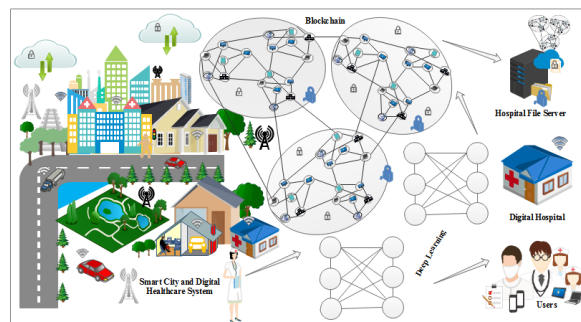 Blockchain
Hospital File Server
Digital Hospital
Deep Learning
Smart City and Digital
Healthcare System
Users